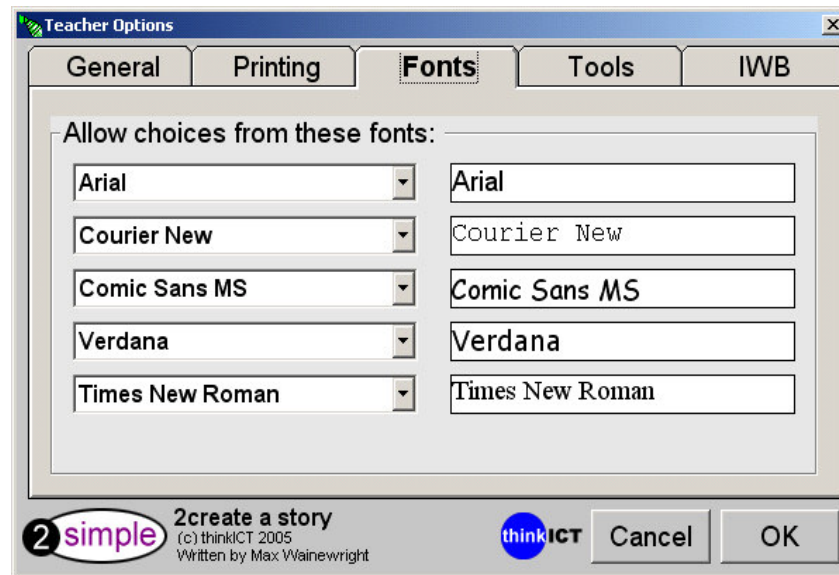 Teacher Options
General Printing Fonts Tools IWB
Allow choices from these fonts:
Arial Arial
Courier New Courier New
Comic Sans MS Comic Sans MS
Verdana Verdana
Times New Roman Times New Roman
2simple
2create a story
(c) thinkICT 2005
Written by Max Wainewright
thinkICT
Cancel
OK